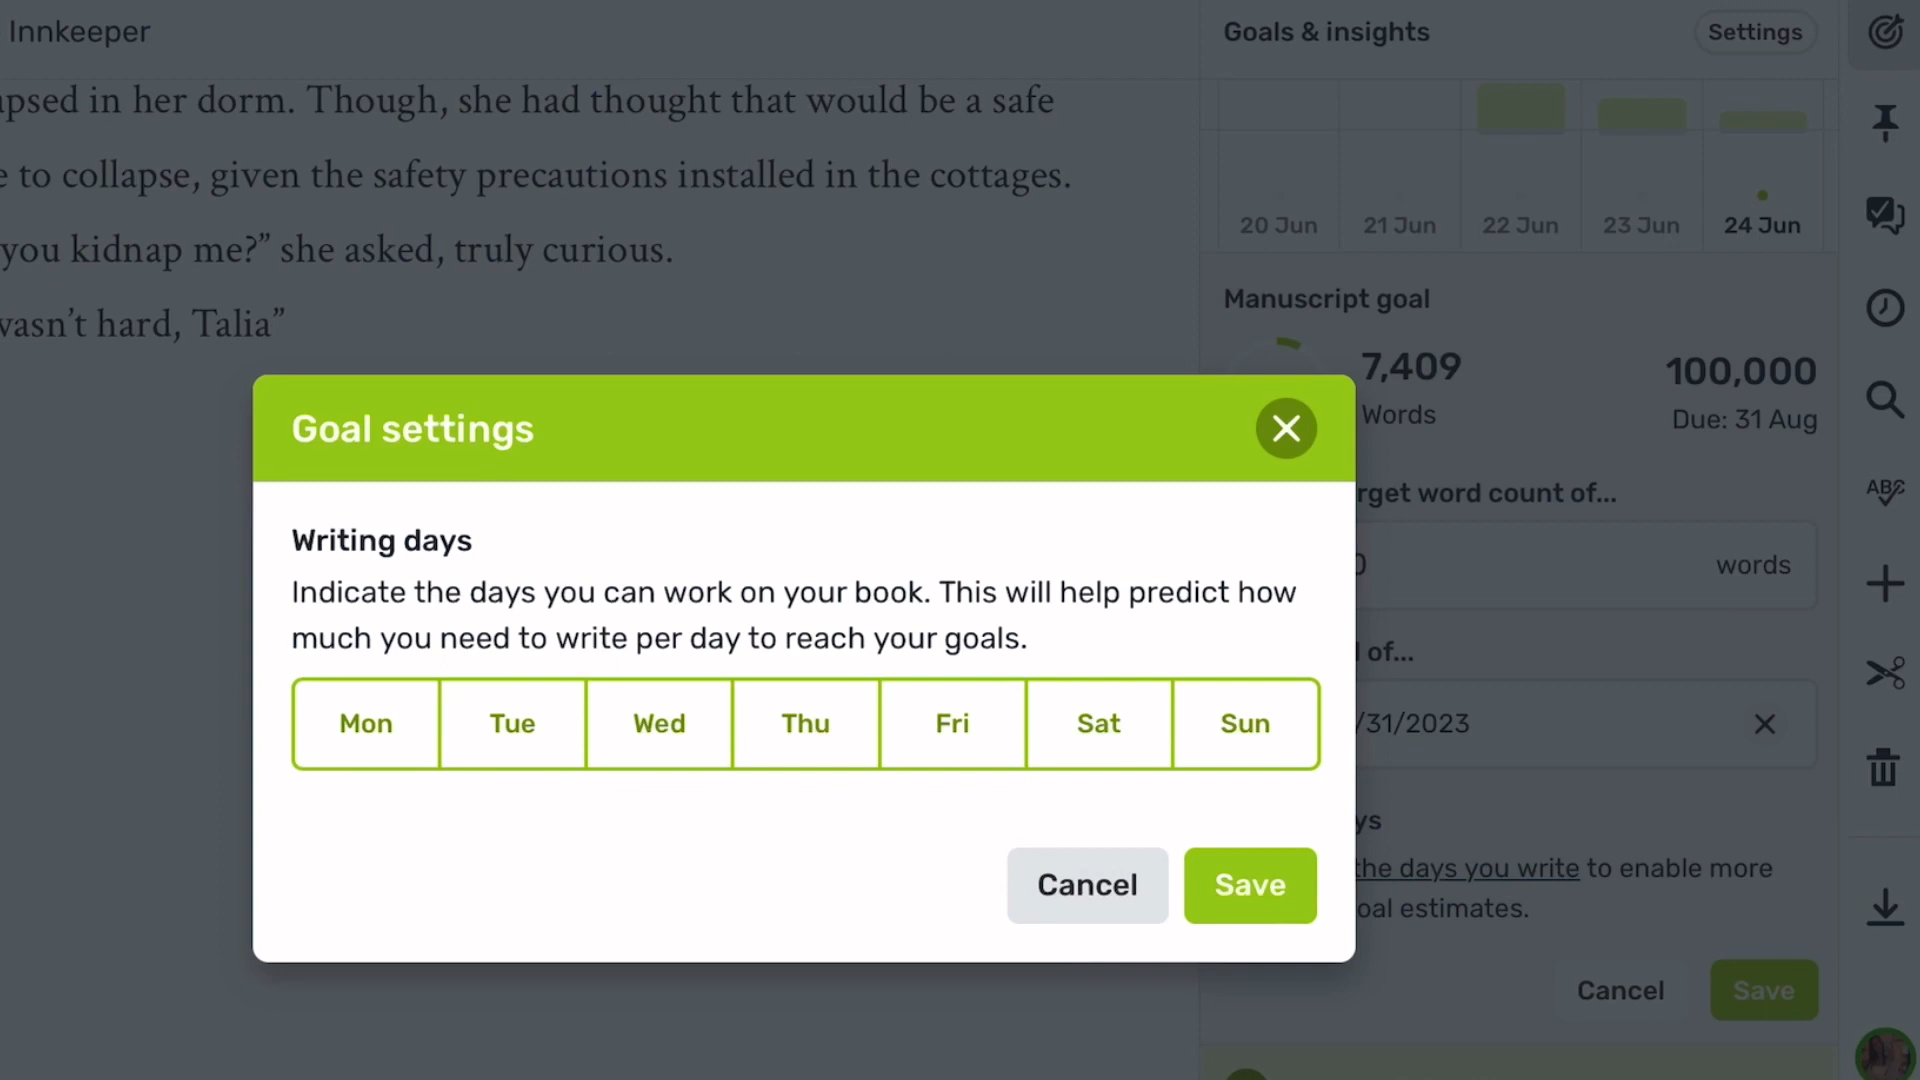 Innkeeper
Goals & insights
Settings
apsed in her dorm. Though, she had thought that would be a safe
e to collapse, given the safety precautions installed in the cottages.
you kidnap me?” she asked, truly curious.
wasn’t hard, Talia”
20 Jun
21 Jun
22 Jun
23 Jun
24 Jun
Manuscript goal
7,409
Words
100,000
Due: 31 Aug
rget word count of...
0
words
of...
/31/2023
ys
the days you write to enable more
oal estimates.
Cancel
Save
Goal settings
Writing days
Indicate the days you can work on your book. This will help predict how
much you need to write per day to reach your goals.
Mon
Tue
Wed
Thu
Fri
Sat
Sun
Cancel
Save
ABC